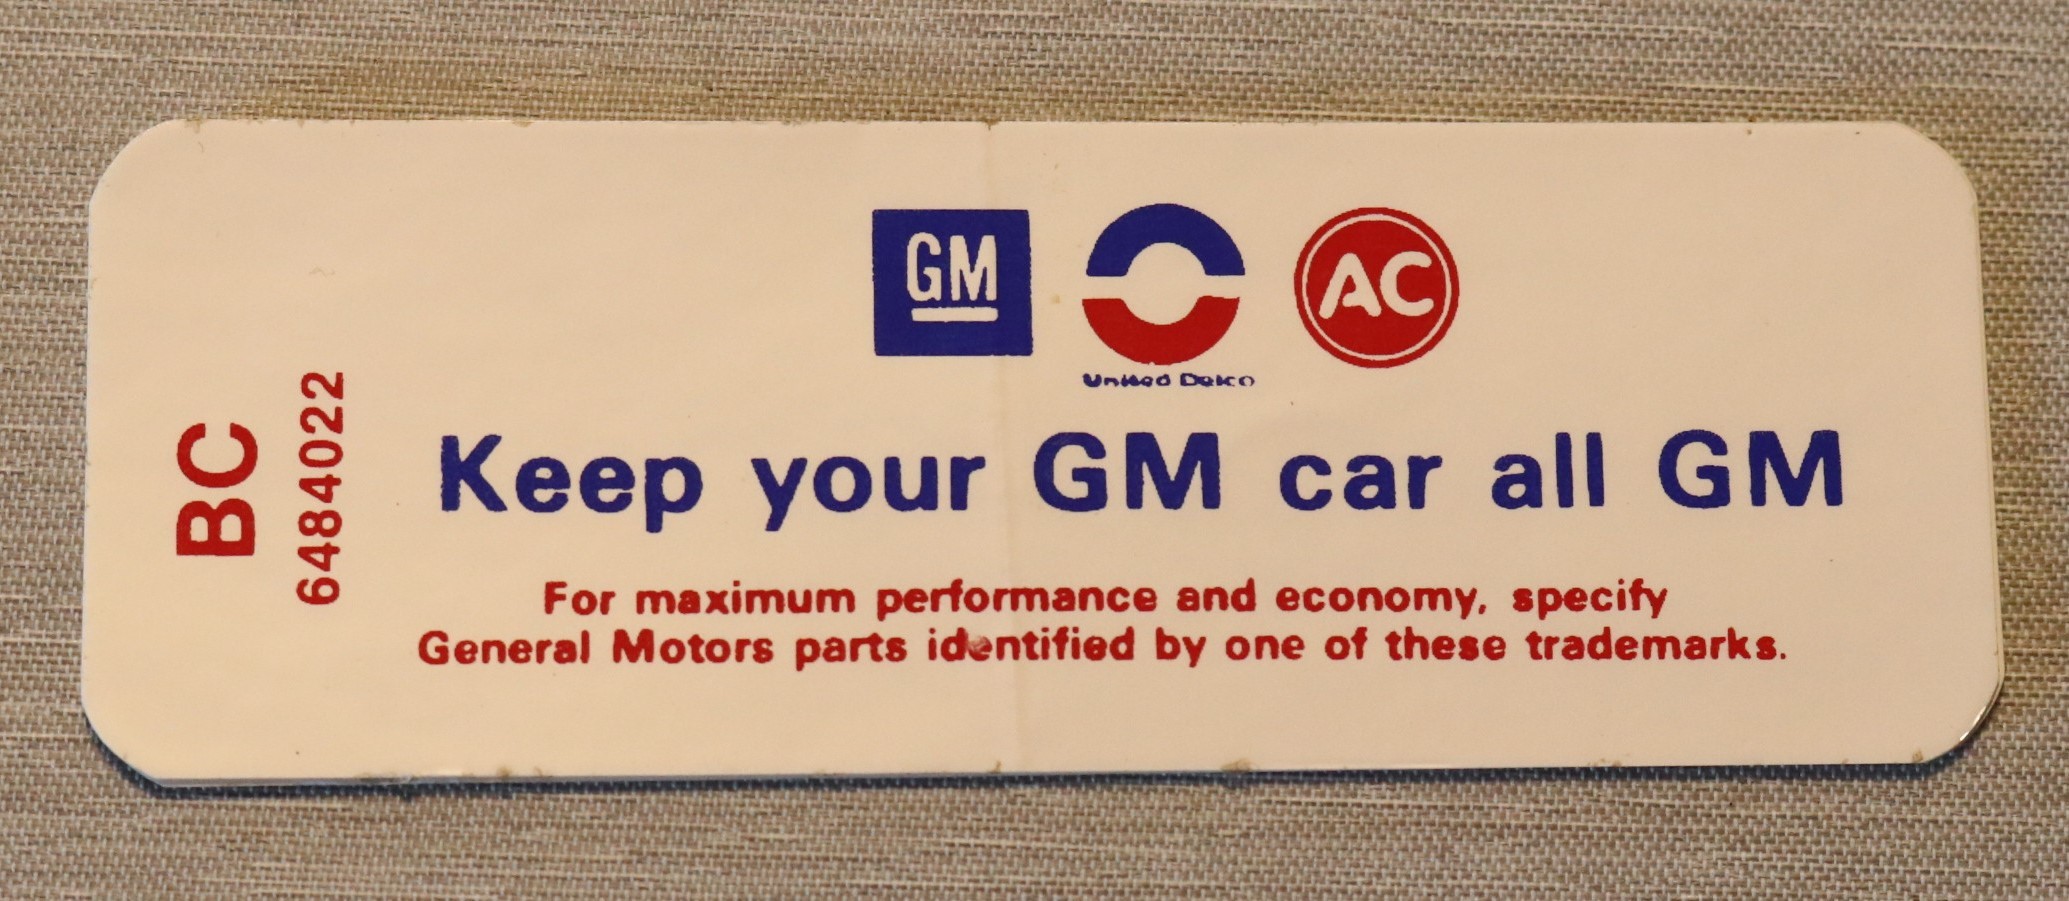 BC
6484022
GM
AC
United Delco
Keep your GM car all GM
For maximum performance and economy, specify
General Motors parts identified by one of these trademarks.